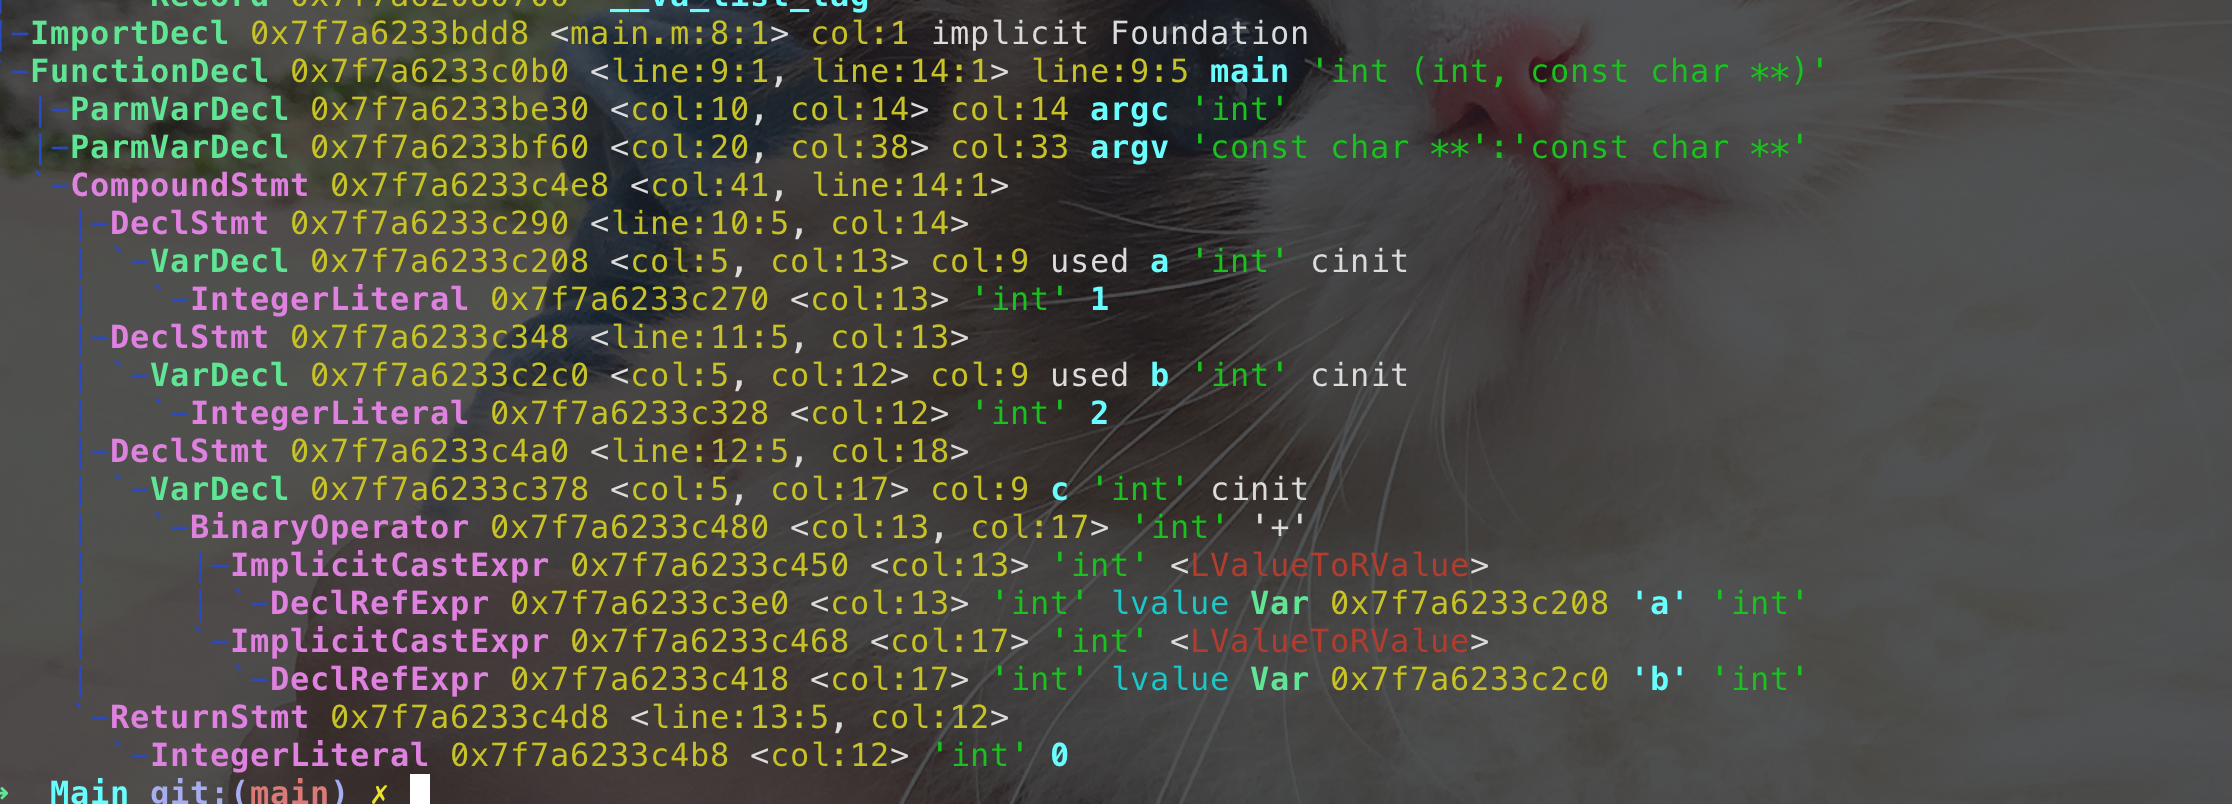 Record 0x7f7a62080700 '__va_list_tag'
|-ImportDecl 0x7f7a6233bdd8 <main.m:8:1> col:1 implicit Foundation
`-FunctionDecl 0x7f7a6233c0b0 <line:9:1, line:14:1> line:9:5 main 'int (int, const char **)'
  |-ParmVarDecl 0x7f7a6233be30 <col:10, col:14> col:14 argc 'int'
  |-ParmVarDecl 0x7f7a6233bf60 <col:20, col:38> col:33 argv 'const char **':'const char **'
  `-CompoundStmt 0x7f7a6233c4e8 <col:41, line:14:1>
    |-DeclStmt 0x7f7a6233c290 <line:10:5, col:14>
    | `-VarDecl 0x7f7a6233c208 <col:5, col:13> col:9 used a 'int' cinit
    |   `-IntegerLiteral 0x7f7a6233c270 <col:13> 'int' 1
    |-DeclStmt 0x7f7a6233c348 <line:11:5, col:13>
    | `-VarDecl 0x7f7a6233c2c0 <col:5, col:12> col:9 used b 'int' cinit
    |   `-IntegerLiteral 0x7f7a6233c328 <col:12> 'int' 2
    |-DeclStmt 0x7f7a6233c4a0 <line:12:5, col:18>
    | `-VarDecl 0x7f7a6233c378 <col:5, col:17> col:9 c 'int' cinit
    |   `-BinaryOperator 0x7f7a6233c480 <col:13, col:17> 'int' '+'
    |     |-ImplicitCastExpr 0x7f7a6233c450 <col:13> 'int' <LValueToRValue>
    |     | `-DeclRefExpr 0x7f7a6233c3e0 <col:13> 'int' lvalue Var 0x7f7a6233c208 'a' 'int'
    |     `-ImplicitCastExpr 0x7f7a6233c468 <col:17> 'int' <LValueToRValue>
    |       `-DeclRefExpr 0x7f7a6233c418 <col:17> 'int' lvalue Var 0x7f7a6233c2c0 'b' 'int'
    `-ReturnStmt 0x7f7a6233c4d8 <line:13:5, col:12>
      `-IntegerLiteral 0x7f7a6233c4b8 <col:12> 'int' 0
→ Main git:(main) ✗